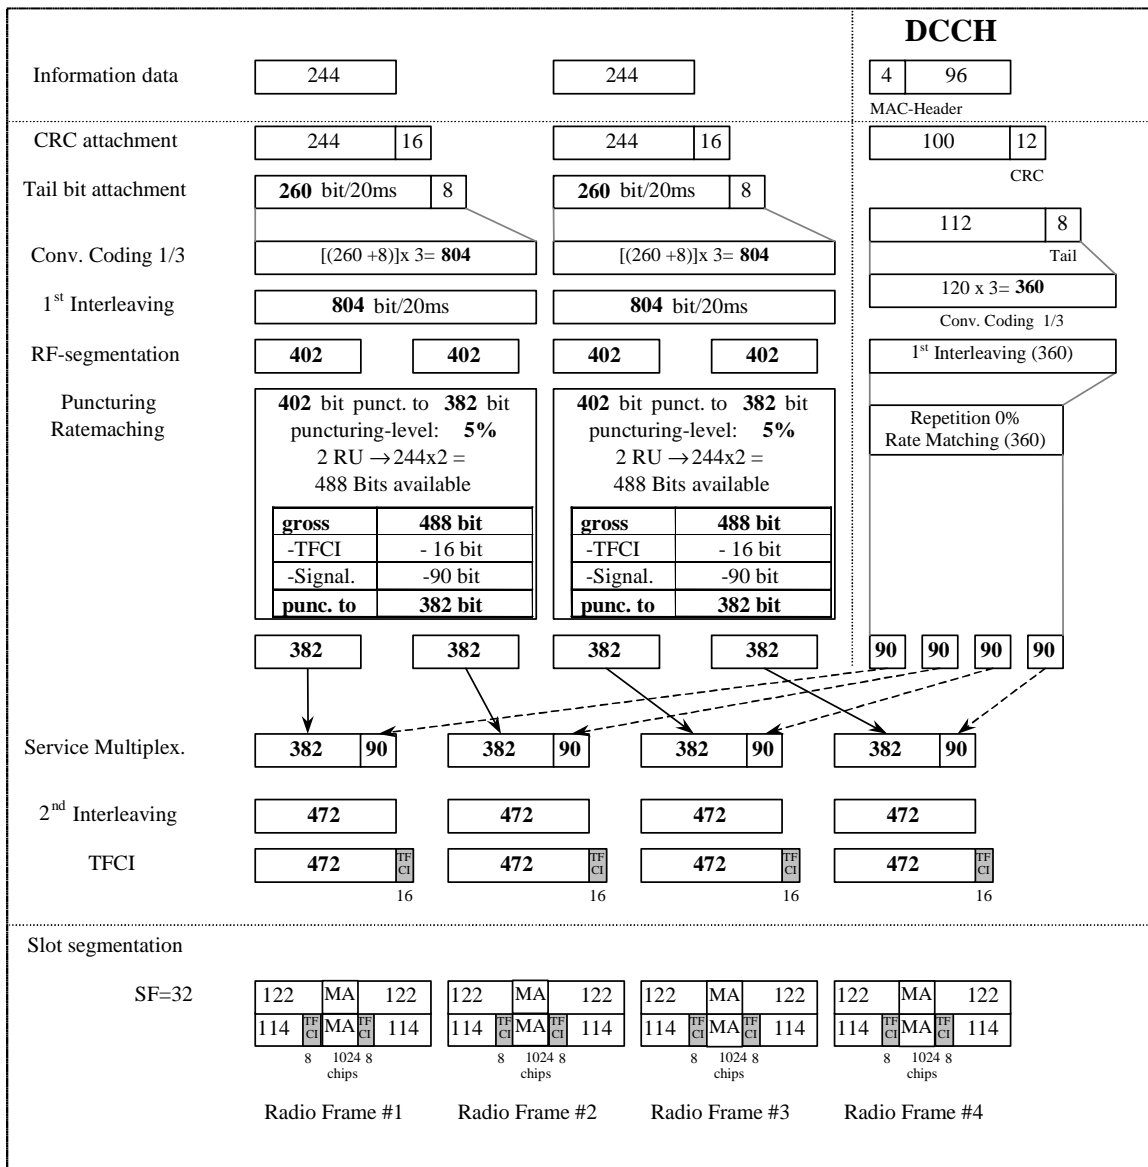 DCCH
Information data 244 244 4 96
MAC-Header
CRC attachment 244 16 244 16 100 12
CRC
Tail bit attachment 260 bit/20ms 8 260 bit/20ms 8
112 8
Tail
Conv. Coding 1/3 [(260 +8)]x 3= 804 [(260 +8)]x 3= 804
120 x 3= 360
Conv. Coding 1/3
1st Interleaving 804 bit/20ms 804 bit/20ms
RF-segmentation 402 402 402 402 1st Interleaving (360)
Puncturing 402 bit punct. to 382 bit 402 bit punct. to 382 bit Repetition 0%
Ratemaching puncturing-level: 5% puncturing-level: 5% Rate Matching (360)
2 RU →244x2 = 2 RU →244x2 =
488 Bits available 488 Bits available
gross 488 bit gross 488 bit
-TFCI - 16 bit -TFCI - 16 bit
-Signal. -90 bit -Signal. -90 bit
punc. to 382 bit punc. to 382 bit
382 382 382 382 90 90 90 90
Service Multiplex. 382 90 382 90 382 90 382 90
2nd Interleaving 472 472 472 472
TFCI 472 TF CI 472 TF CI 472 TF CI 472 TF CI
16 16 16 16
Slot segmentation
SF=32 122 MA 122 122 MA 122 122 MA 122 122 MA 122
114 TF CI MA TF CI 114 114 TF CI MA TF CI 114 114 TF CI MA TF CI 114 114 TF CI MA TF CI 114
8 1024 8 8 1024 8 8 1024 8 8 1024 8
chips chips chips chips
Radio Frame #1 Radio Frame #2 Radio Frame #3 Radio Frame #4